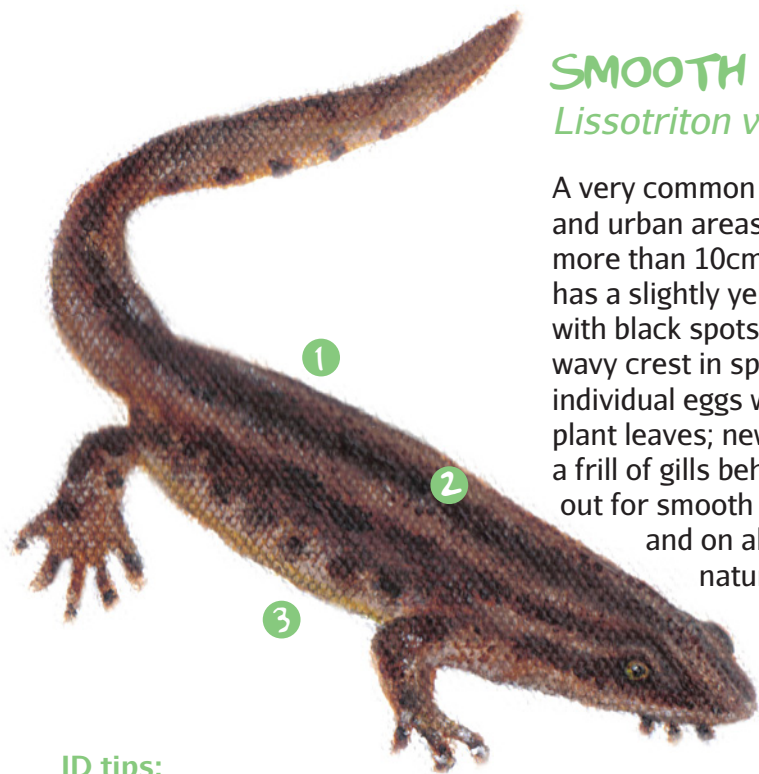 SMOOTH
Lissotriton v
A very common
and urban areas
more than 10cm
has a slightly ye
with black spots
wavy crest in sp
individual eggs w
plant leaves; new
a frill of gills beh
out for smooth
and on al
natur
1
2
3
ID tips: